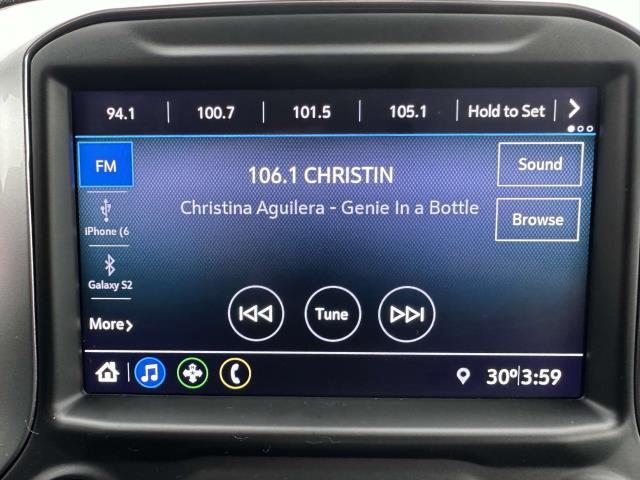 94.1 | 100.7 | 101.5 | 105.1 | Hold to Set |
FM
106.1 CHRISTIN
Sound
Christina Aguilera - Genie In a Bottle
Browse
iPhone (6
Galaxy S2
More
Tune
30°|3:59